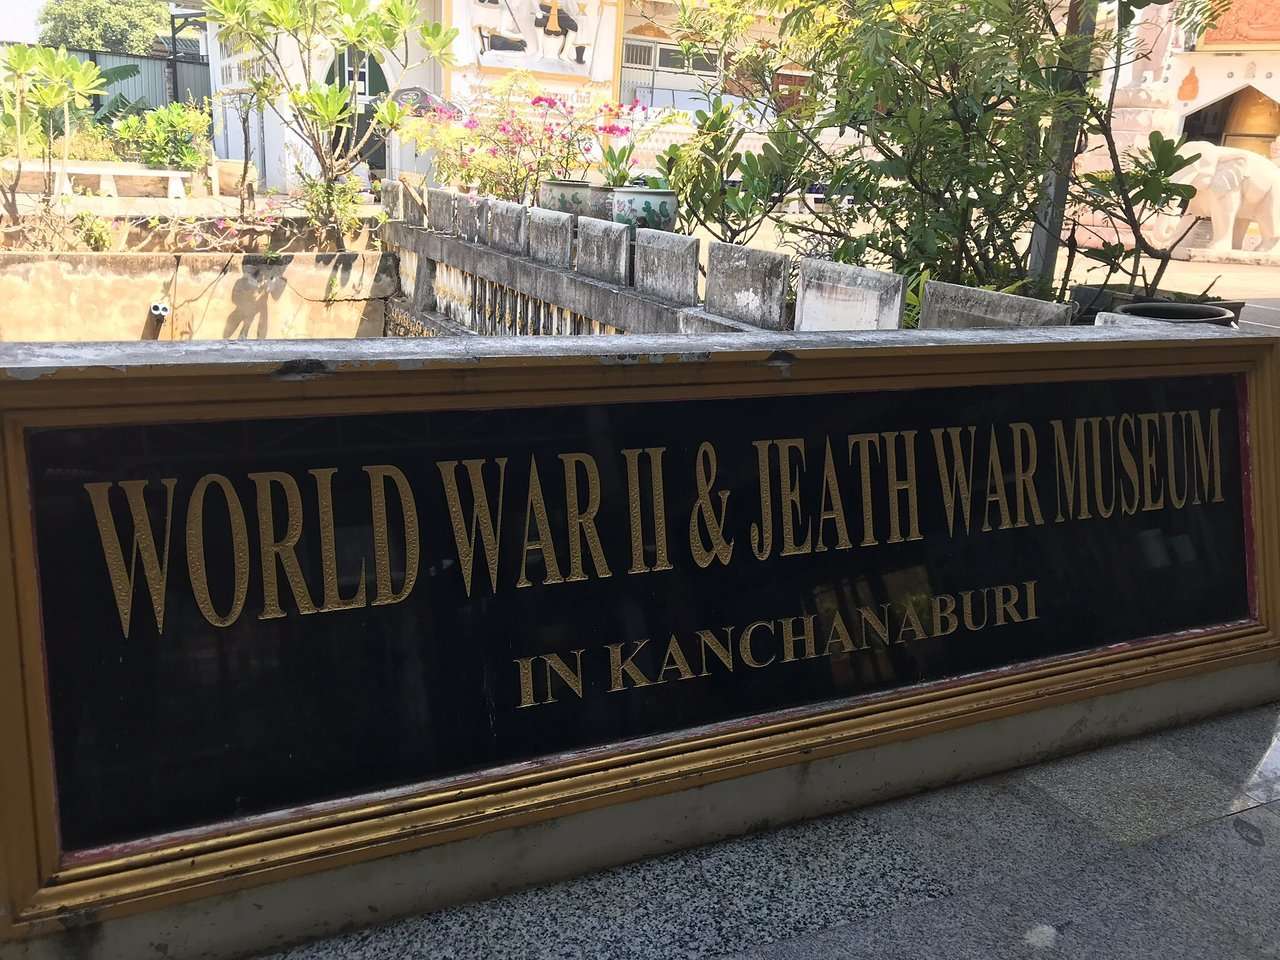 WORLD WAR II & JEATH WAR MUSEUM
IN KANCHANABURI